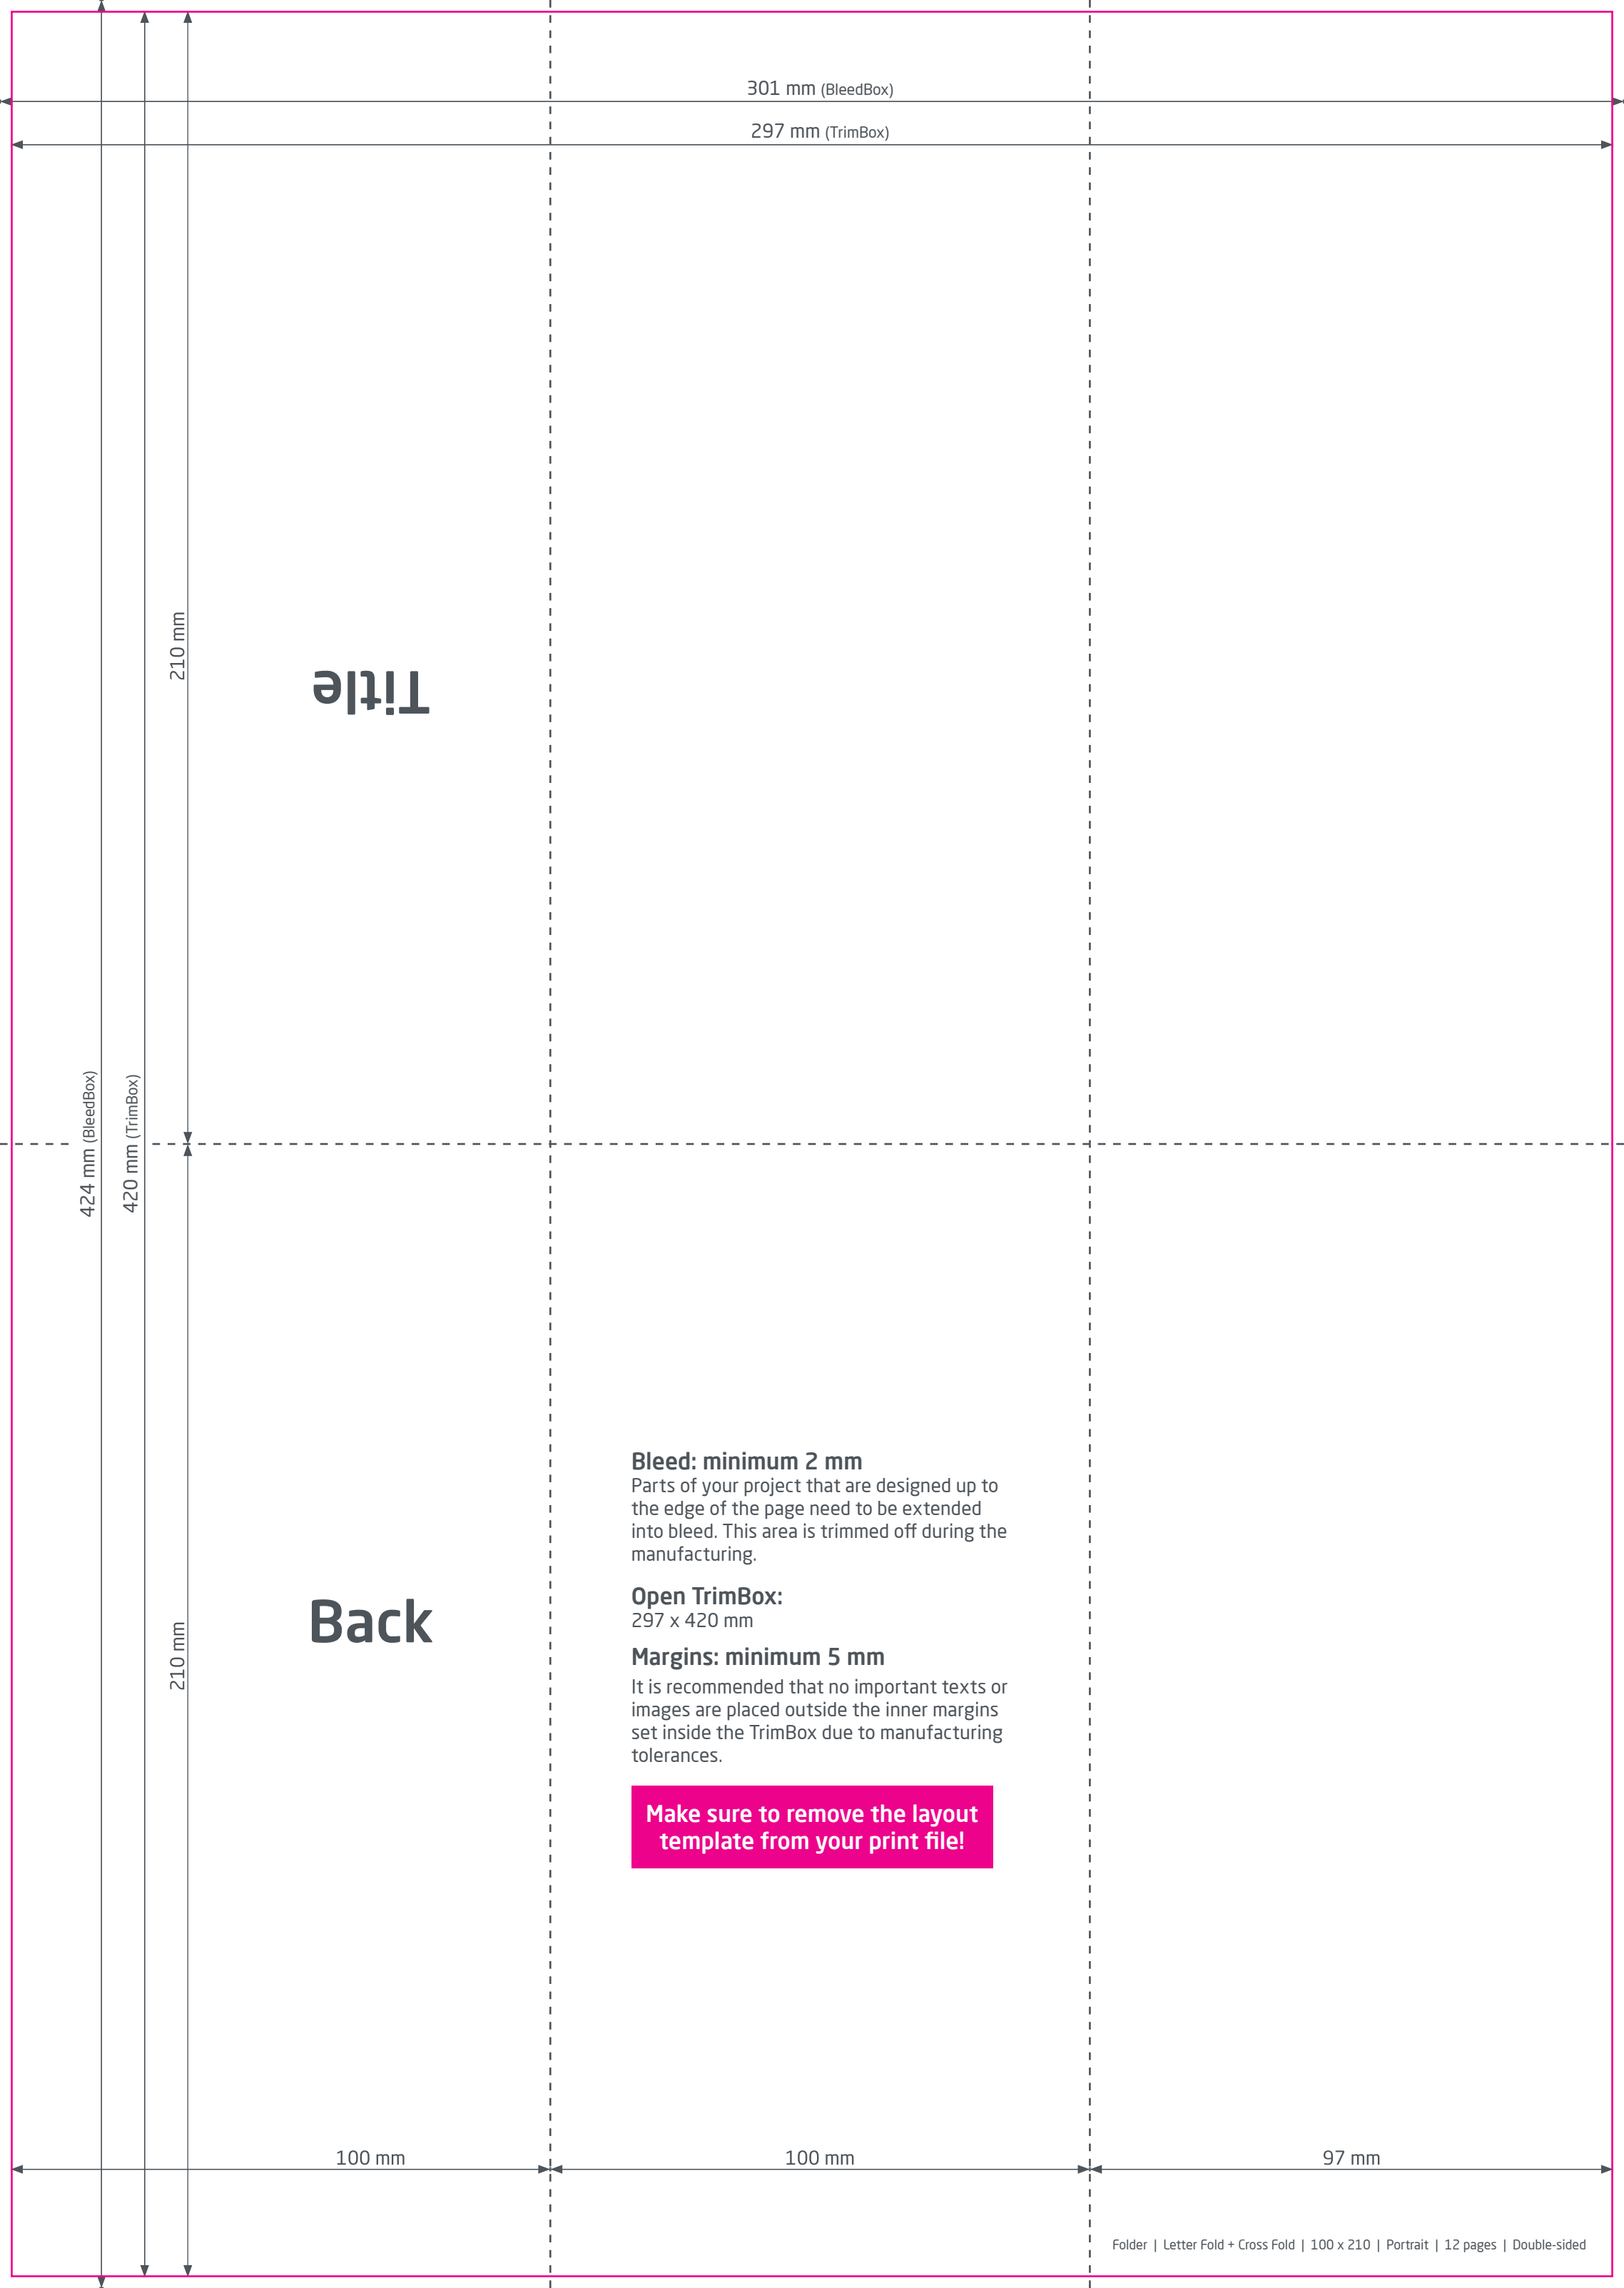 301 mm (BleedBox)
297 mm (TrimBox)
210 mm
Title
424 mm (BleedBox)
420 mm (TrimBox)
Bleed: minimum 2 mm
Parts of your project that are designed up to
the edge of the page need to be extended
into bleed. This area is trimmed off during the
manufacturing.
Open TrimBox:
297 x 420 mm
Back
210 mm
Margins: minimum 5 mm
It is recommended that no important texts or
images are placed outside the inner margins
set inside the TrimBox due to manufacturing
tolerances.
Make sure to remove the layout
template from your print file!
100 mm
100 mm
97 mm
Folder | Letter Fold + Cross Fold | 100 x 210 | Portrait | 12 pages | Double-sided